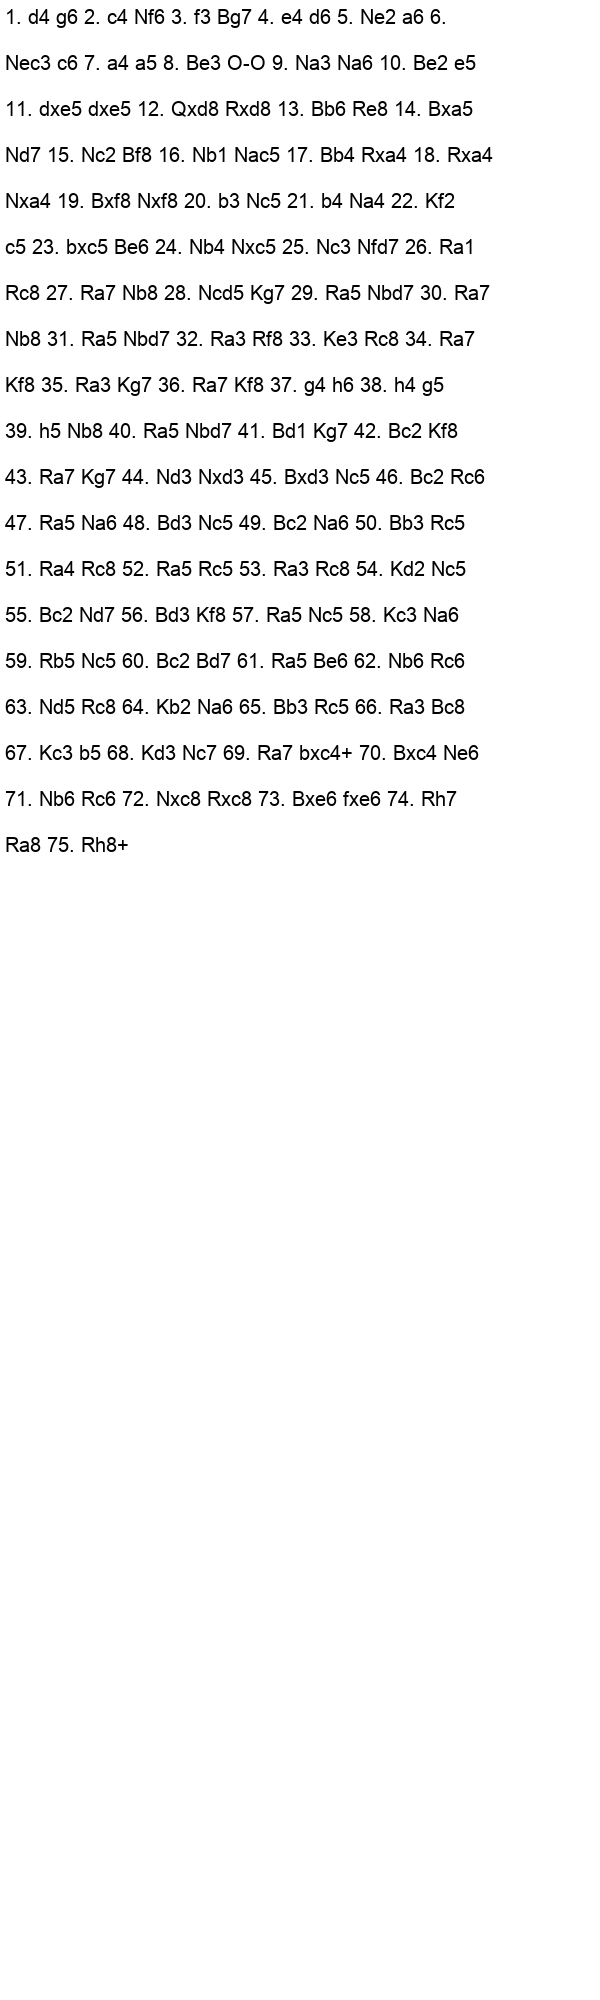 1. d4 g6 2. c4 Nf6 3. f3 Bg7 4. e4 d6 5. Ne2 a6 6.
Nec3 c6 7. a4 a5 8. Be3 O-O 9. Na3 Na6 10. Be2 e5
11. dxe5 dxe5 12. Qxd8 Rxd8 13. Bb6 Re8 14. Bxa5
Nd7 15. Nc2 Bf8 16. Nb1 Nac5 17. Bb4 Rxa4 18. Rxa4
Nxa4 19. Bxf8 Nxf8 20. b3 Nc5 21. b4 Na4 22. Kf2
c5 23. bxc5 Be6 24. Nb4 Nxc5 25. Nc3 Nfd7 26. Ra1
Rc8 27. Ra7 Nb8 28. Ncd5 Kg7 29. Ra5 Nbd7 30. Ra7
Nb8 31. Ra5 Nbd7 32. Ra3 Rf8 33. Ke3 Rc8 34. Ra7
Kf8 35. Ra3 Kg7 36. Ra7 Kf8 37. g4 h6 38. h4 g5
39. h5 Nb8 40. Ra5 Nbd7 41. Bd1 Kg7 42. Bc2 Kf8
43. Ra7 Kg7 44. Nd3 Nxd3 45. Bxd3 Nc5 46. Bc2 Rc6
47. Ra5 Na6 48. Bd3 Nc5 49. Bc2 Na6 50. Bb3 Rc5
51. Ra4 Rc8 52. Ra5 Rc5 53. Ra3 Rc8 54. Kd2 Nc5
55. Bc2 Nd7 56. Bd3 Kf8 57. Ra5 Nc5 58. Kc3 Na6
59. Rb5 Nc5 60. Bc2 Bd7 61. Ra5 Be6 62. Nb6 Rc6
63. Nd5 Rc8 64. Kb2 Na6 65. Bb3 Rc5 66. Ra3 Bc8
67. Kc3 b5 68. Kd3 Nc7 69. Ra7 bxc4+ 70. Bxc4 Ne6
71. Nb6 Rc6 72. Nxc8 Rxc8 73. Bxe6 fxe6 74. Rh7
Ra8 75. Rh8+